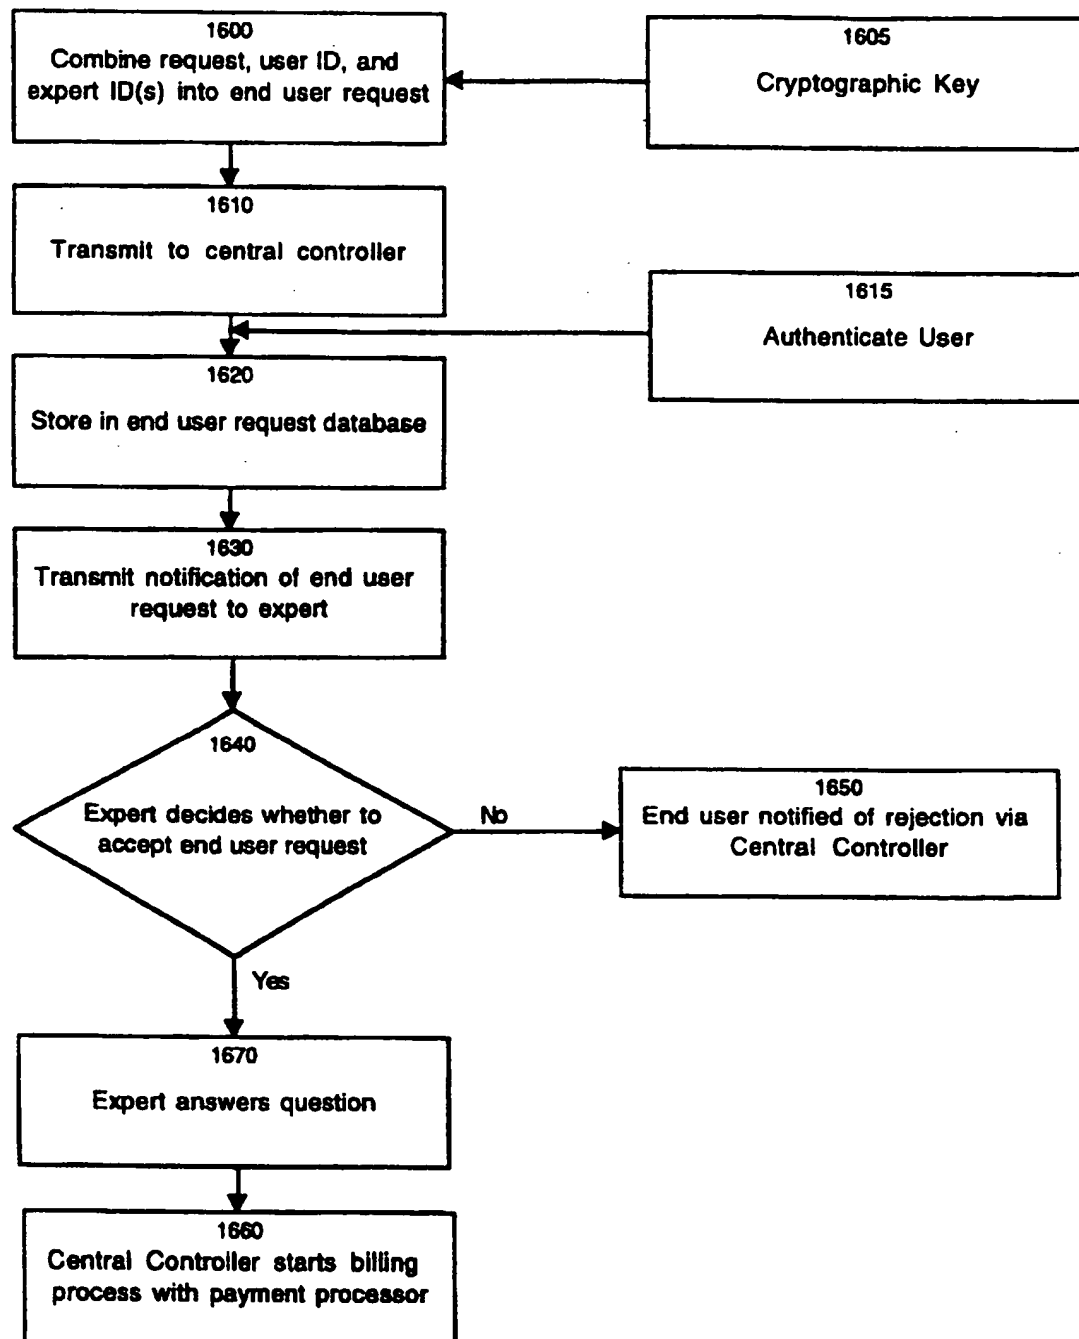 1600
Combine request, user ID, and
expert ID(s) into end user request
1605
Cryptographic Key
1610
Transmit to central controller
1615
Authenticate User
1620
Store in end user request database
1630
Transmit notification of end user
request to expert
1640
Expert decides whether to
accept end user request
No
1650
End user notified of rejection via
Central Controller
Yes
1670
Expert answers question
1660
Central Controller starts billing
process with payment processor